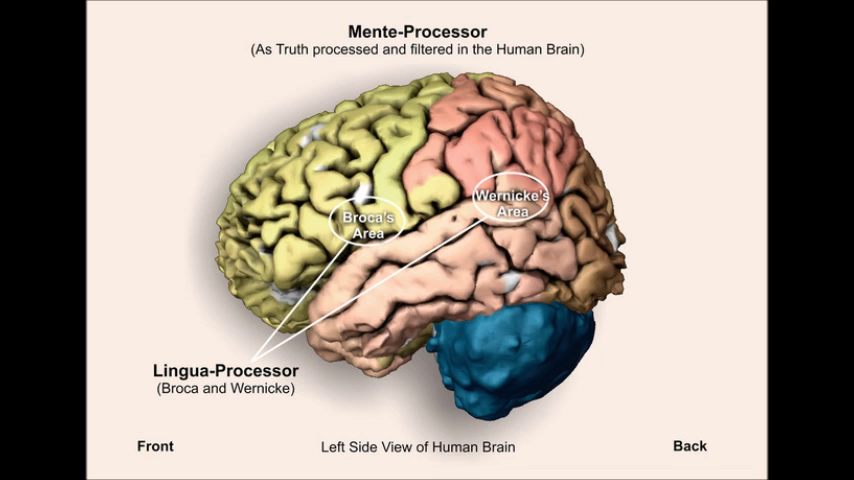 Mente-Processor
(As Truth processed and filtered in the Human Brain)
Broca's
Area
Wernicke's
Area
Lingua-Processor
(Broca and Wernicke)
Front
Left Side View of Human Brain
Back